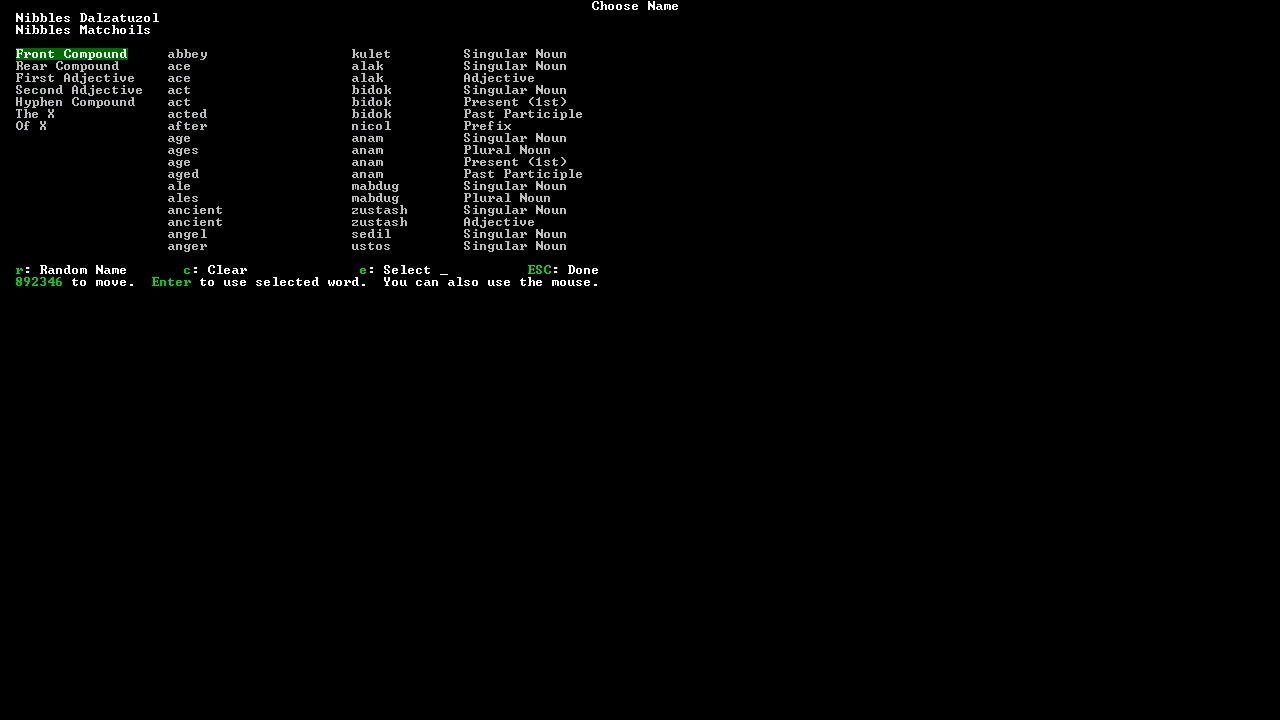 Choose Name
Nibbles Dalzatuzol
Nibbles Matchoils
Front Compound abbey kulet Singular Noun
Rear Compound ace alak Singular Noun
First Adjective ace alak Adjective
Second Adjective act bidok Singular Noun
Hyphen Compound act bidok Present (1st)
The X acted bidok Past Participle
Of X after nicol Prefix
age anam Singular Noun
ages anam Plural Noun
age anam Present (1st)
aged anam Past Participle
ale mabdug Singular Noun
ales mabdug Plural Noun
ancient zustash Singular Noun
ancient zustash Adjective
angel sedil Singular Noun
anger ustos Singular Noun
r: Random Name c: Clear e: Select _ ESC: Done
892346 to move. Enter to use selected word. You can also use the mouse.